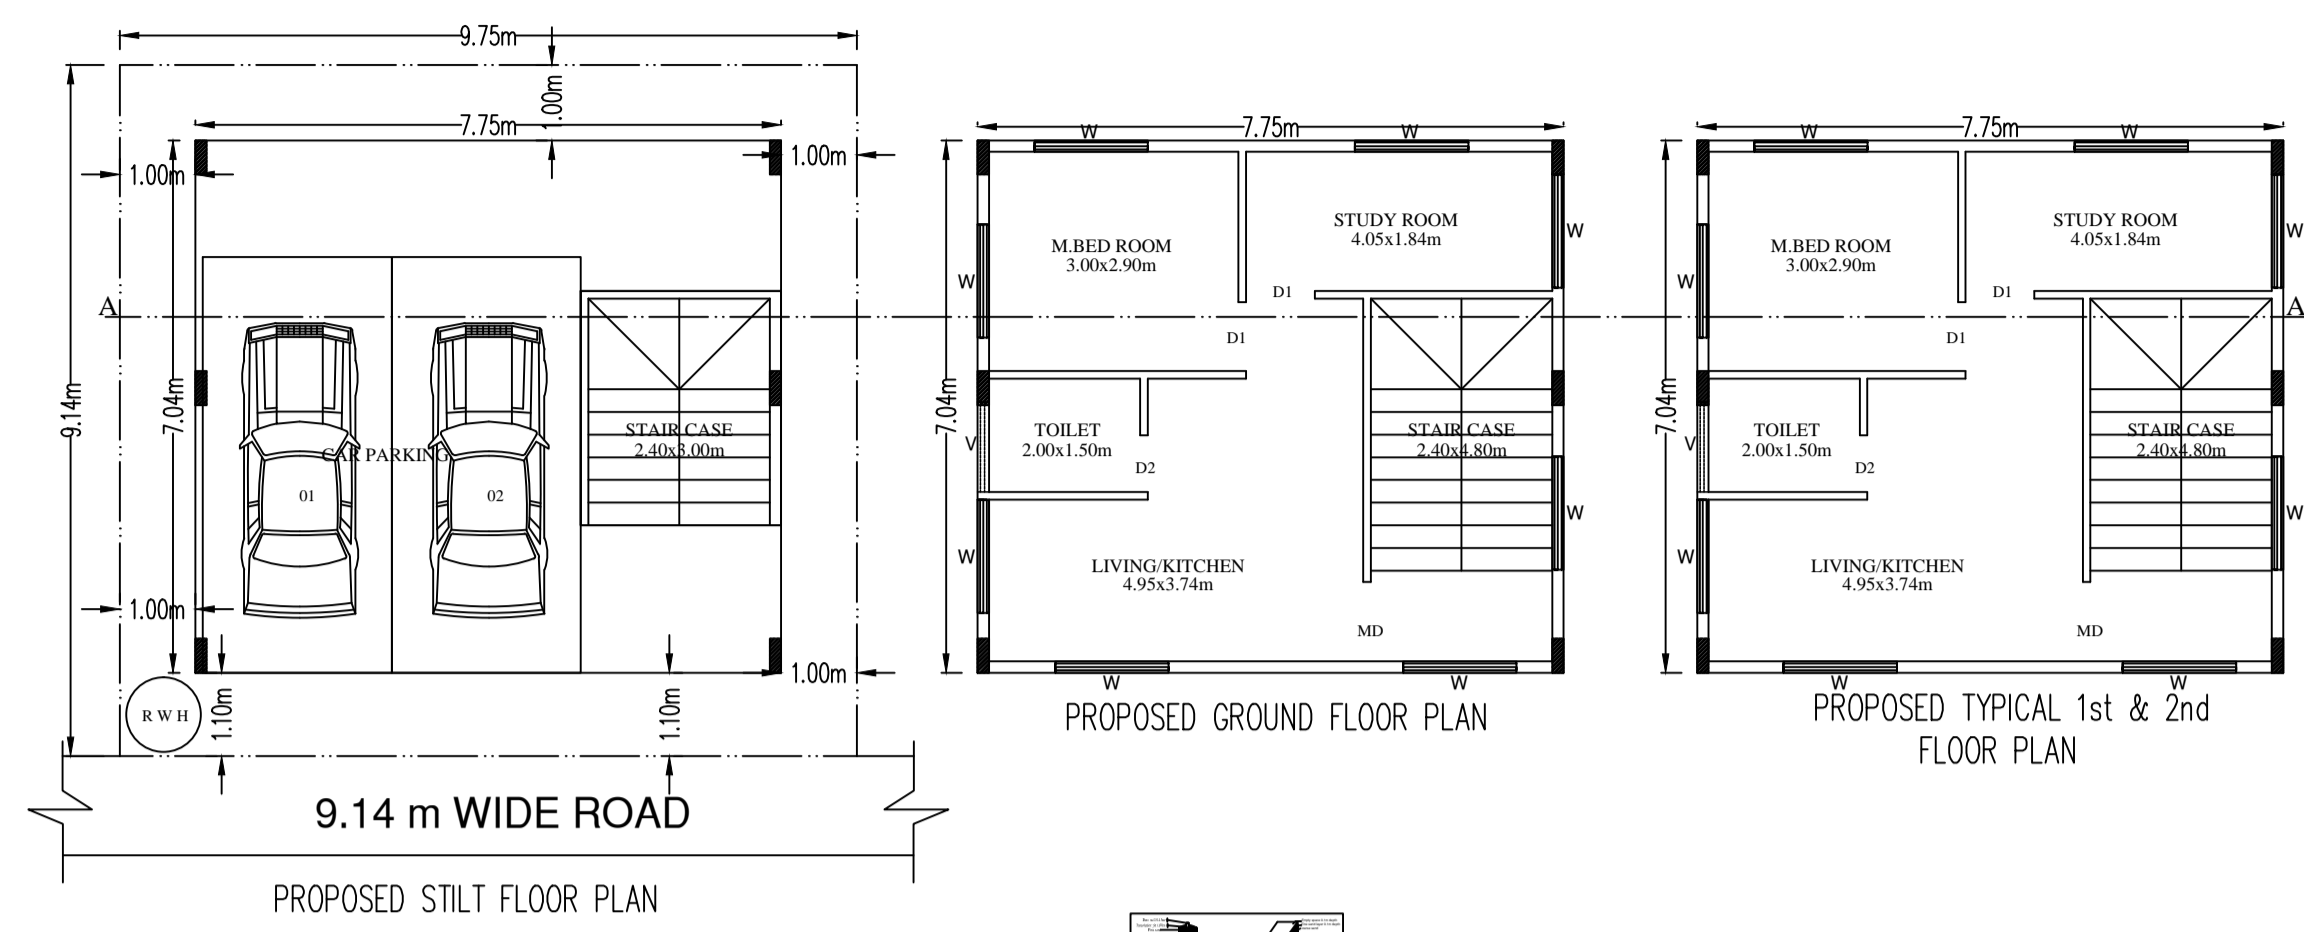 9.75m
1.00m
7.75m
1.00m
1.00m
A
9.14m
7.04m
STAIR CASE
2.40x3.00m
CAR PARKING
01
02
1.00m
1.00m
R W H
1.10m
1.10m
9.14 m WIDE ROAD
PROPOSED STILT FLOOR PLAN
7.75m
W
W
STUDY ROOM
4.05x1.84m
W
M.BED ROOM
3.00x2.90m
W
D1
D1
7.04m
TOILET
2.00x1.50m
V
D2
STAIR CASE
2.40x4.80m
W
W
LIVING/KITCHEN
4.95x3.74m
MD
W
W
PROPOSED GROUND FLOOR PLAN
7.75m
W
W
STUDY ROOM
4.05x1.84m
W
M.BED ROOM
3.00x2.90m
W
D1
A
D1
7.04m
TOILET
2.00x1.50m
V
D2
STAIR CASE
2.40x4.80m
W
W
LIVING/KITCHEN
4.95x3.74m
MD
W
W
PROPOSED TYPICAL 1st & 2nd
FLOOR PLAN